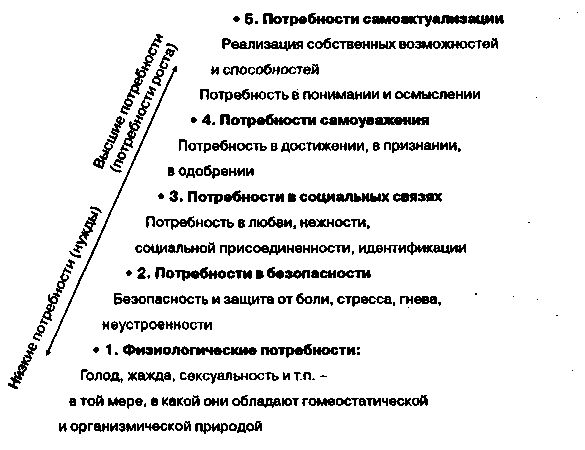 • 5. Потребности самоактуализации
Реализация собственных возможностей
и способностей
Потребность в понимании и осмыслении
• 4. Потребности самоуважения
Потребность в достижении, в признании,
в одобрении
• 3. Потребности в социальных связях
Потребность в любви, нежности,
социальной присоединенности, идентификации
• 2. Потребности в безопасности
Безопасность и защита от боли, стресса, гнева,
неустроенности
• 1. Физиологические потребности:
Голод, жажда, сексуальность и т.п. –
в той мере, в какой они обладают гомеостатической
и организмической природой
Высшие потребности
(потребности роста)
Низкие потребности (нужды)